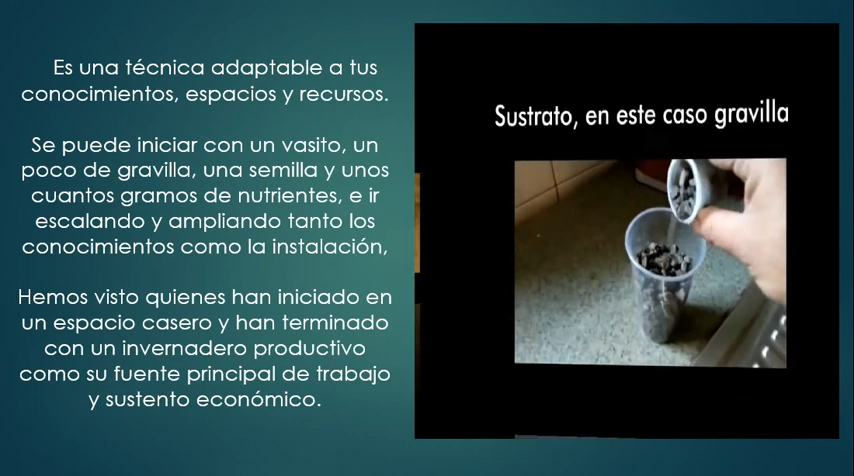 Es una técnica adaptable a tus
conocimientos, espacios y recursos.
Se puede iniciar con un vasito, un
poco de gravilla, una semilla y unos
cuantos gramos de nutrientes, e ir
escalando y ampliando tanto los
conocimientos como la instalación,
Hemos visto quienes han iniciado en
un espacio casero y han terminado
con un invernadero productivo
como su fuente principal de trabajo
y sustento económico.
Sustrato, en este caso gravilla